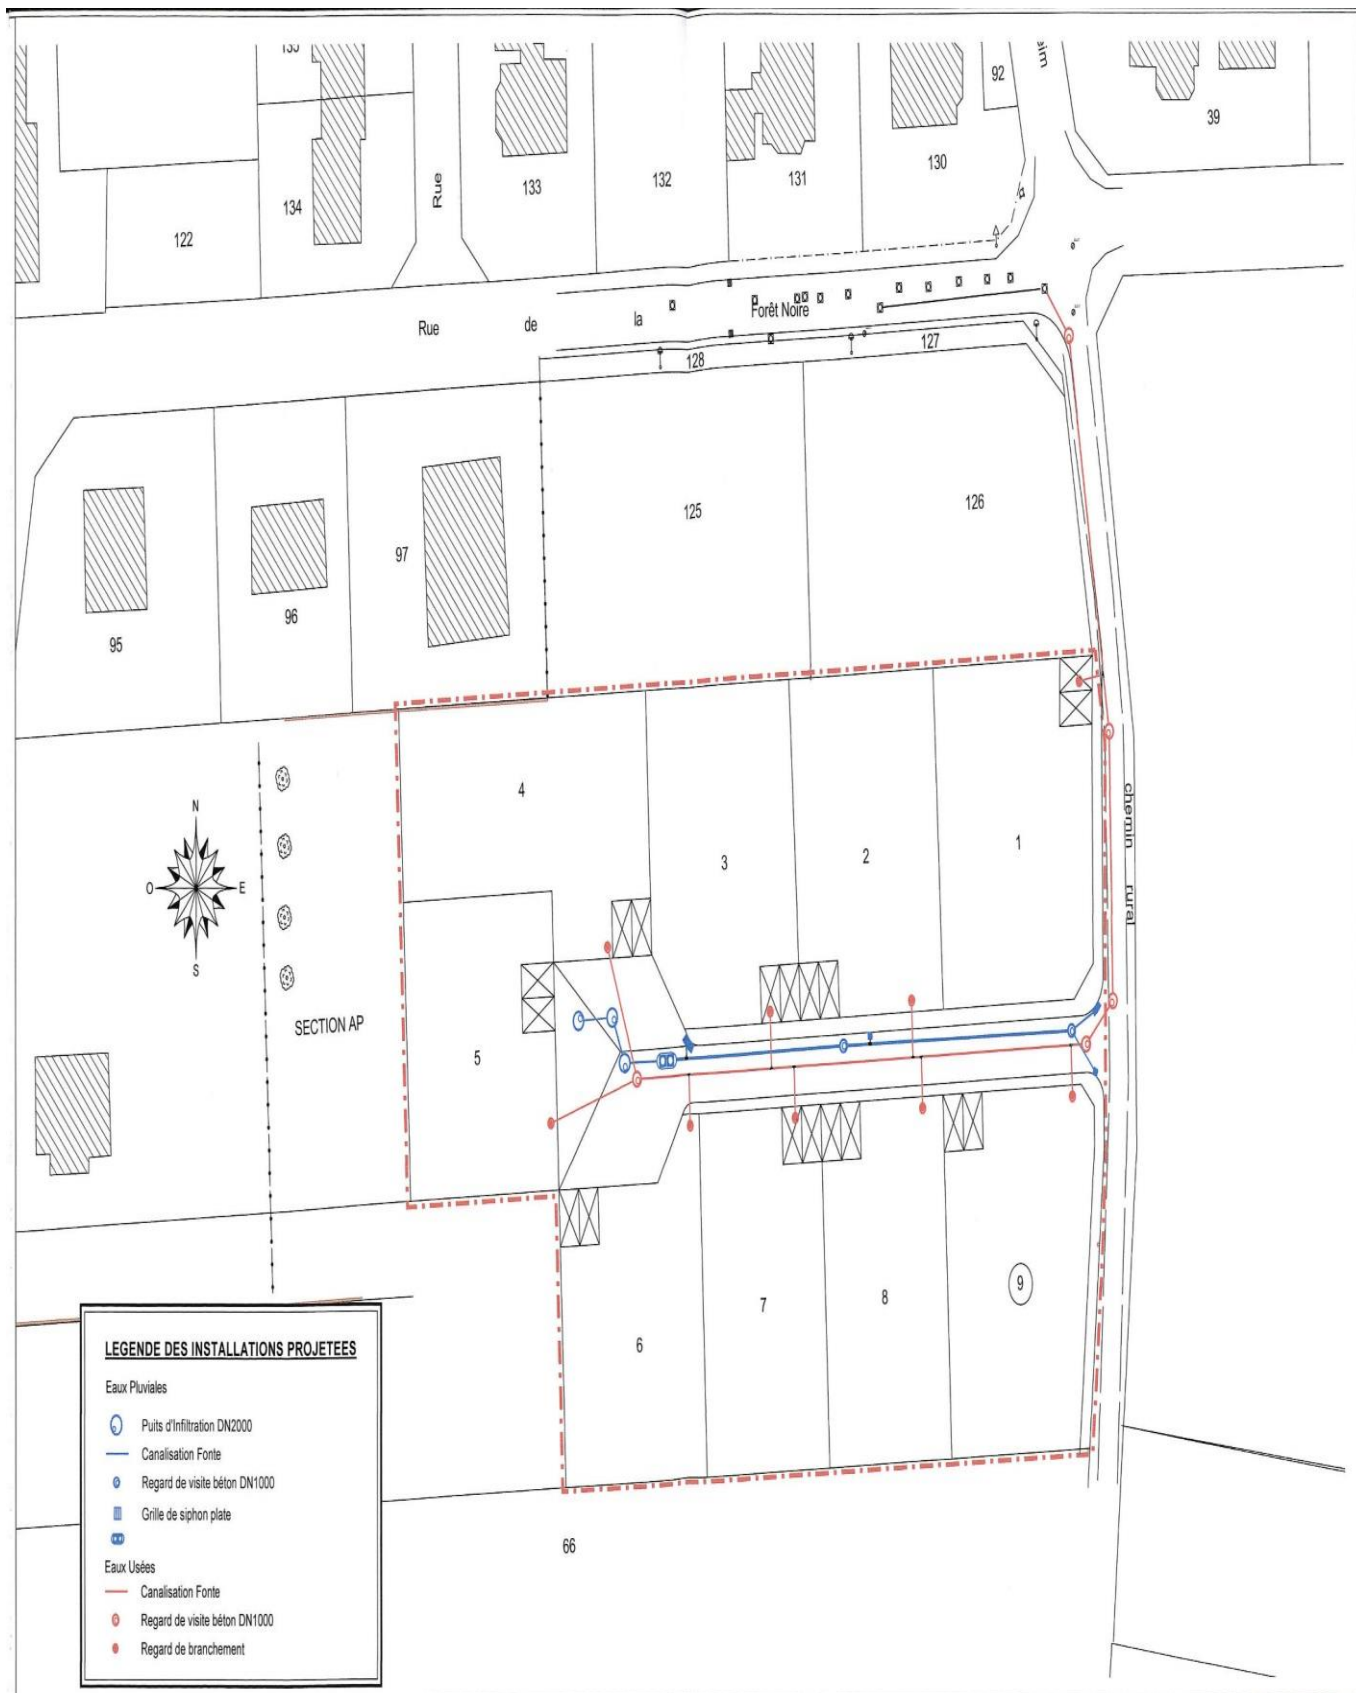 92
39
122
134
Rue
133
132
131
130
Rue de la Forêt Noire
128
127
95
96
97
125
126
N
O
E
S
SECTION AP
4
3
2
1
chemin rural
5
6
7
8
9
66
LEGENDE DES INSTALLATIONS PROJETEES
Eaux Pluviales
Puits d'Infiltration DN2000
Canalisation Fonte
Regard de visite béton DN1000
Grille de siphon plate
Eaux Usées
Canalisation Fonte
Regard de visite béton DN1000
Regard de branchement